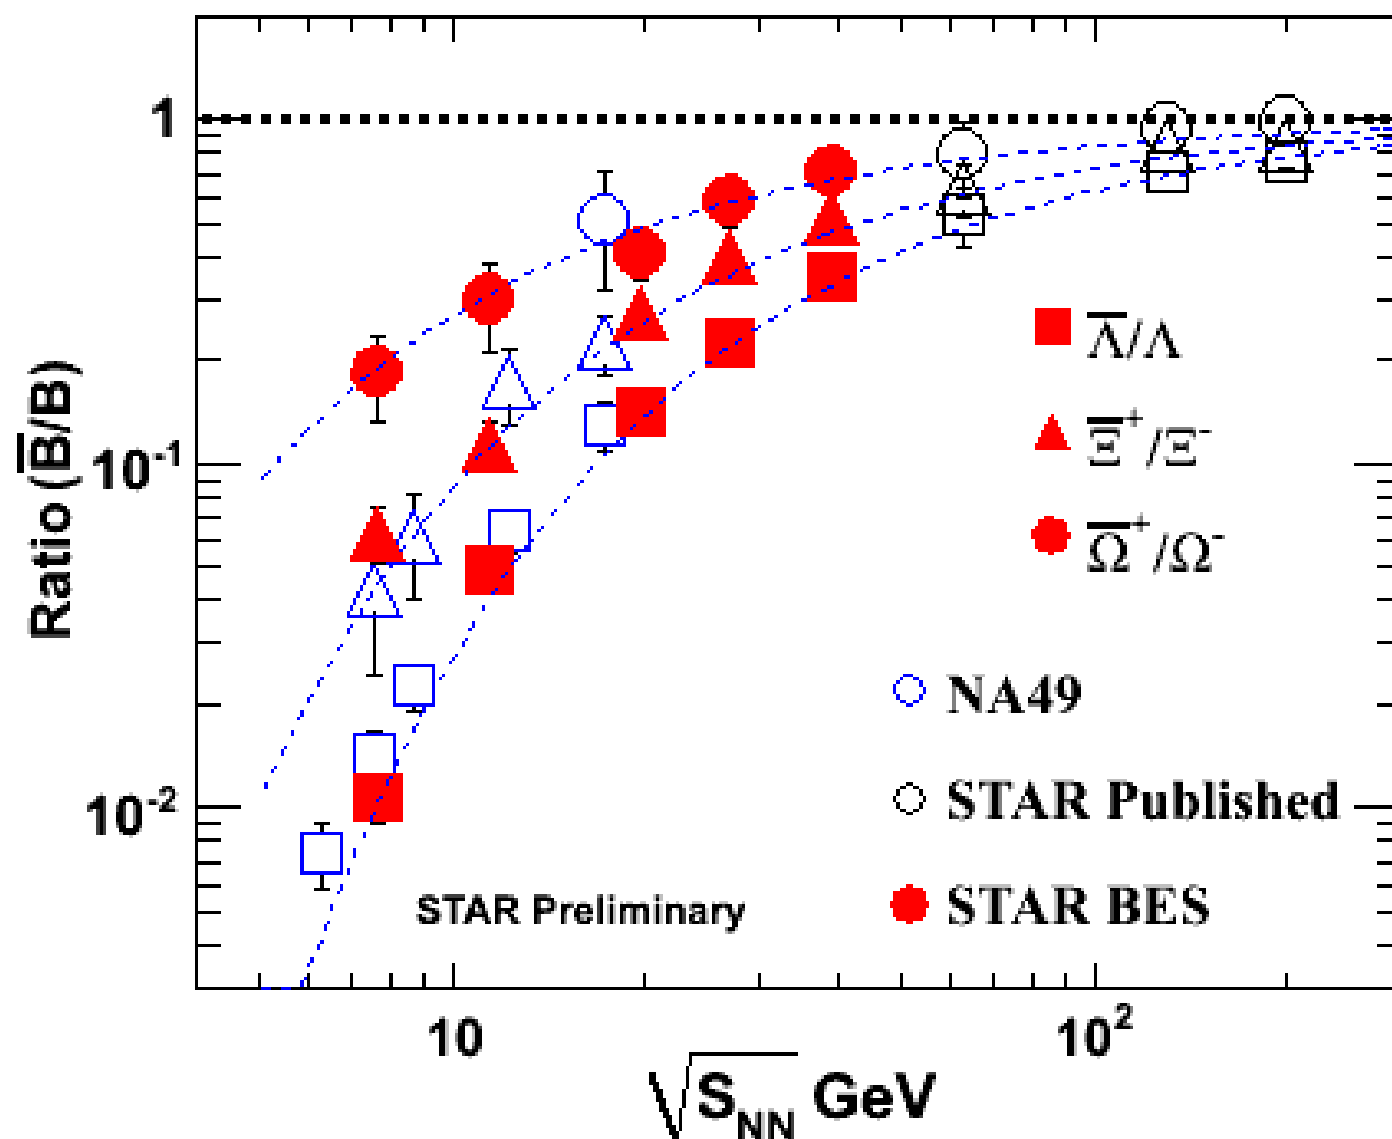 Ratio (B̅/B)
1
10⁻¹
10⁻²
Λ̅/Λ
Ξ̅⁺/Ξ⁻
Ω̅⁺/Ω⁻
NA49
STAR Published
STAR BES
STAR Preliminary
10
10²
√S_NN GeV